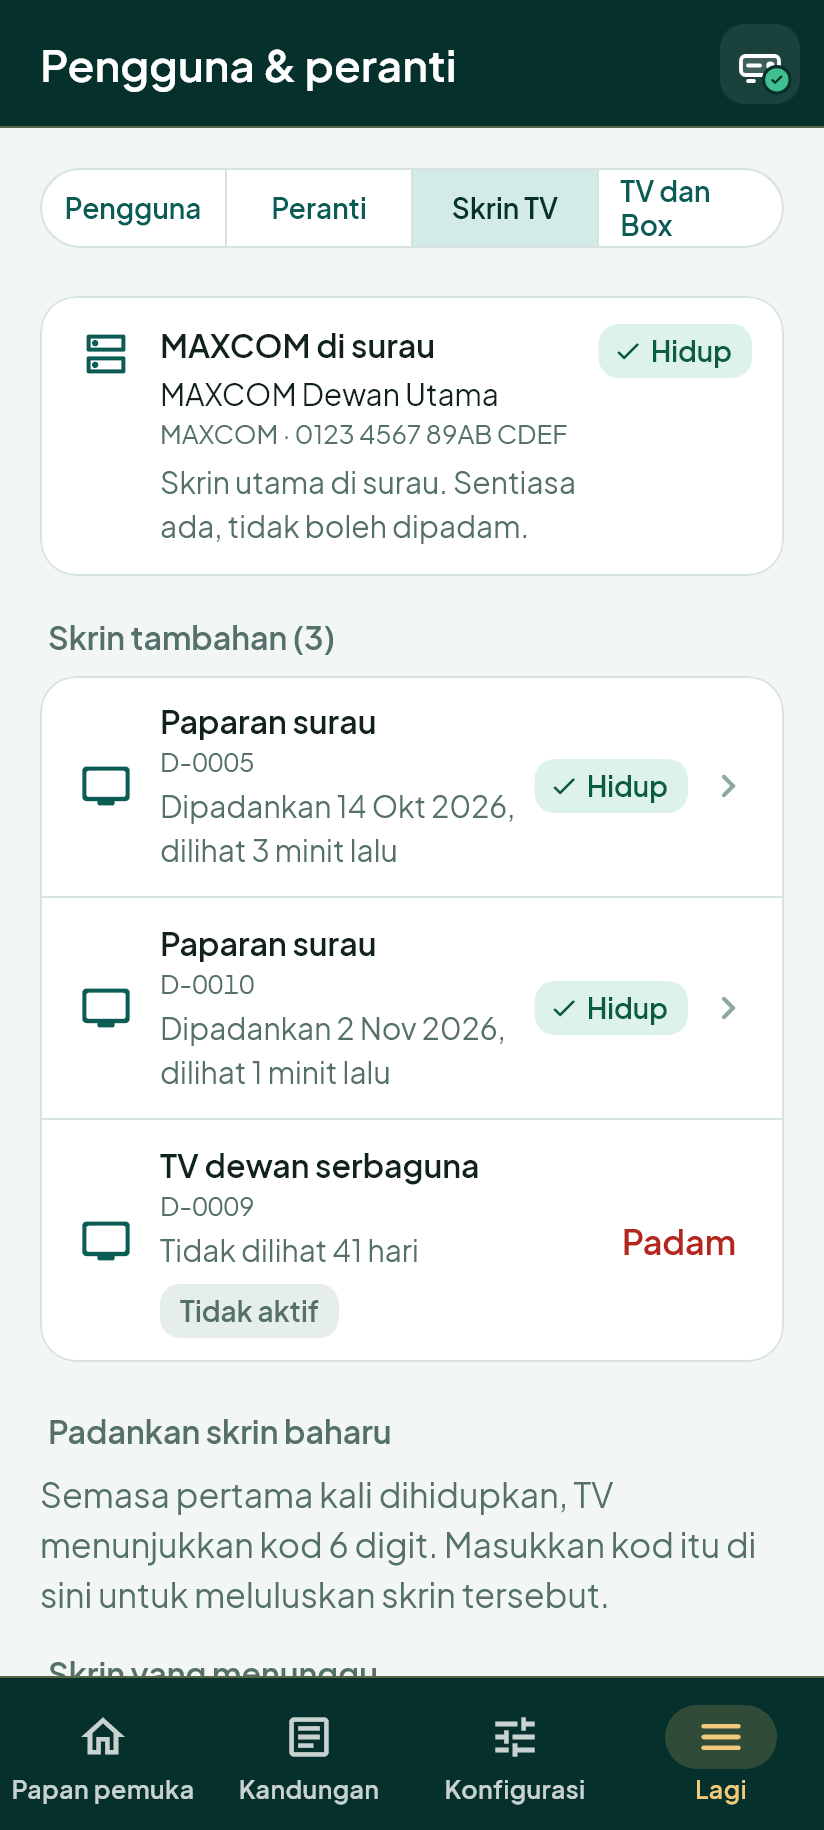 Pengguna & peranti
Pengguna
Peranti
Skrin TV
TV dan
Box
MAXCOM di surau
Hidup
MAXCOM Dewan Utama
MAXCOM · 0123 4567 89AB CDEF
Skrin utama di surau. Sentiasa
ada, tidak boleh dipadam.
Skrin tambahan (3)
Paparan surau
D-0005
Dipadankan 14 Okt 2026,
dilihat 3 minit lalu
Hidup
Paparan surau
D-0010
Dipadankan 2 Nov 2026,
dilihat 1 minit lalu
Hidup
TV dewan serbaguna
D-0009
Tidak dilihat 41 hari
Tidak aktif
Padam
Padankan skrin baharu
Semasa pertama kali dihidupkan, TV
menunjukkan kod 6 digit. Masukkan kod itu di
sini untuk meluluskan skrin tersebut.
Skrin yang menunggu
Papan pemuka
Kandungan
Konfigurasi
Lagi